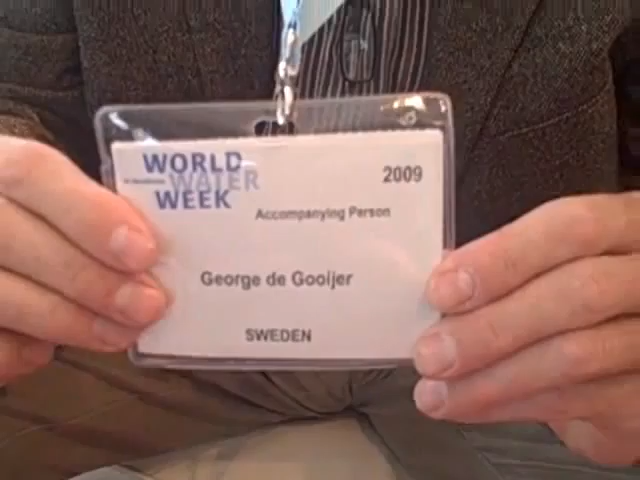 WORLD
WATER
WEEK
2009
Accompanying Person
George de Gooijer
SWEDEN